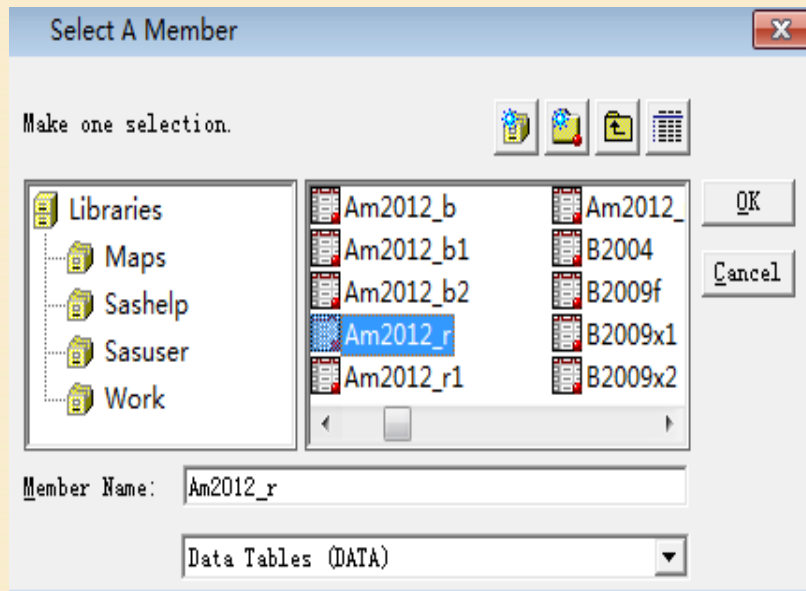 Select A Member
Make one selection.
Libraries
Maps
Sashelp
Sasuser
Work
Am2012_b
Am2012_b1
Am2012_b2
Am2012_r
Am2012_r1
Am2012_
B2004
B2009f
B2009x1
B2009x2
OK
Cancel
Member Name: Am2012_r
Data Tables (DATA)